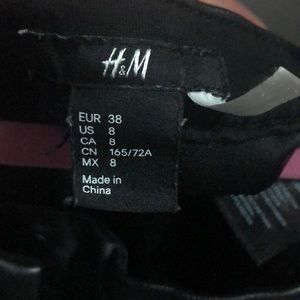 H&M
EUR 38
US 8
CA 8
CN 165/72A
MX 8
Made in
China